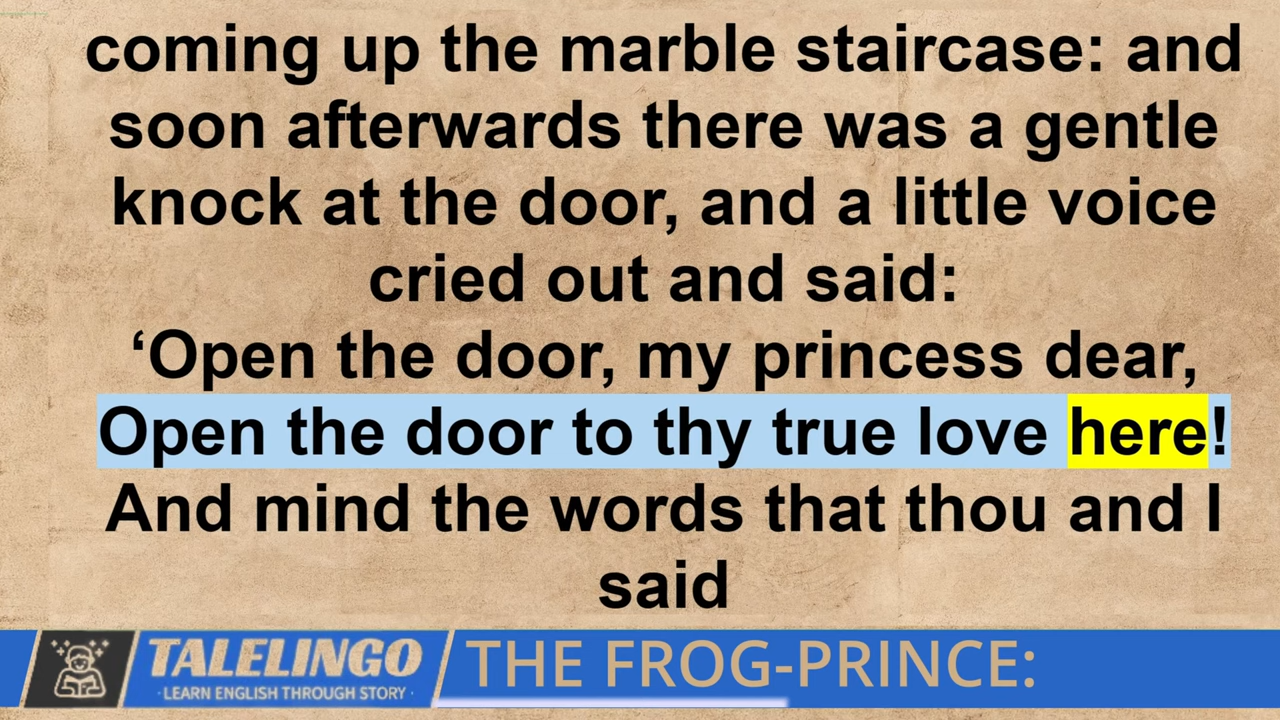 coming up the marble staircase: and
soon afterwards there was a gentle
knock at the door, and a little voice
cried out and said:
‘Open the door, my princess dear,
Open the door to thy true love here!
And mind the words that thou and I
said
TALELINGO
· LEARN ENGLISH THROUGH STORY ·
THE FROG-PRINCE: